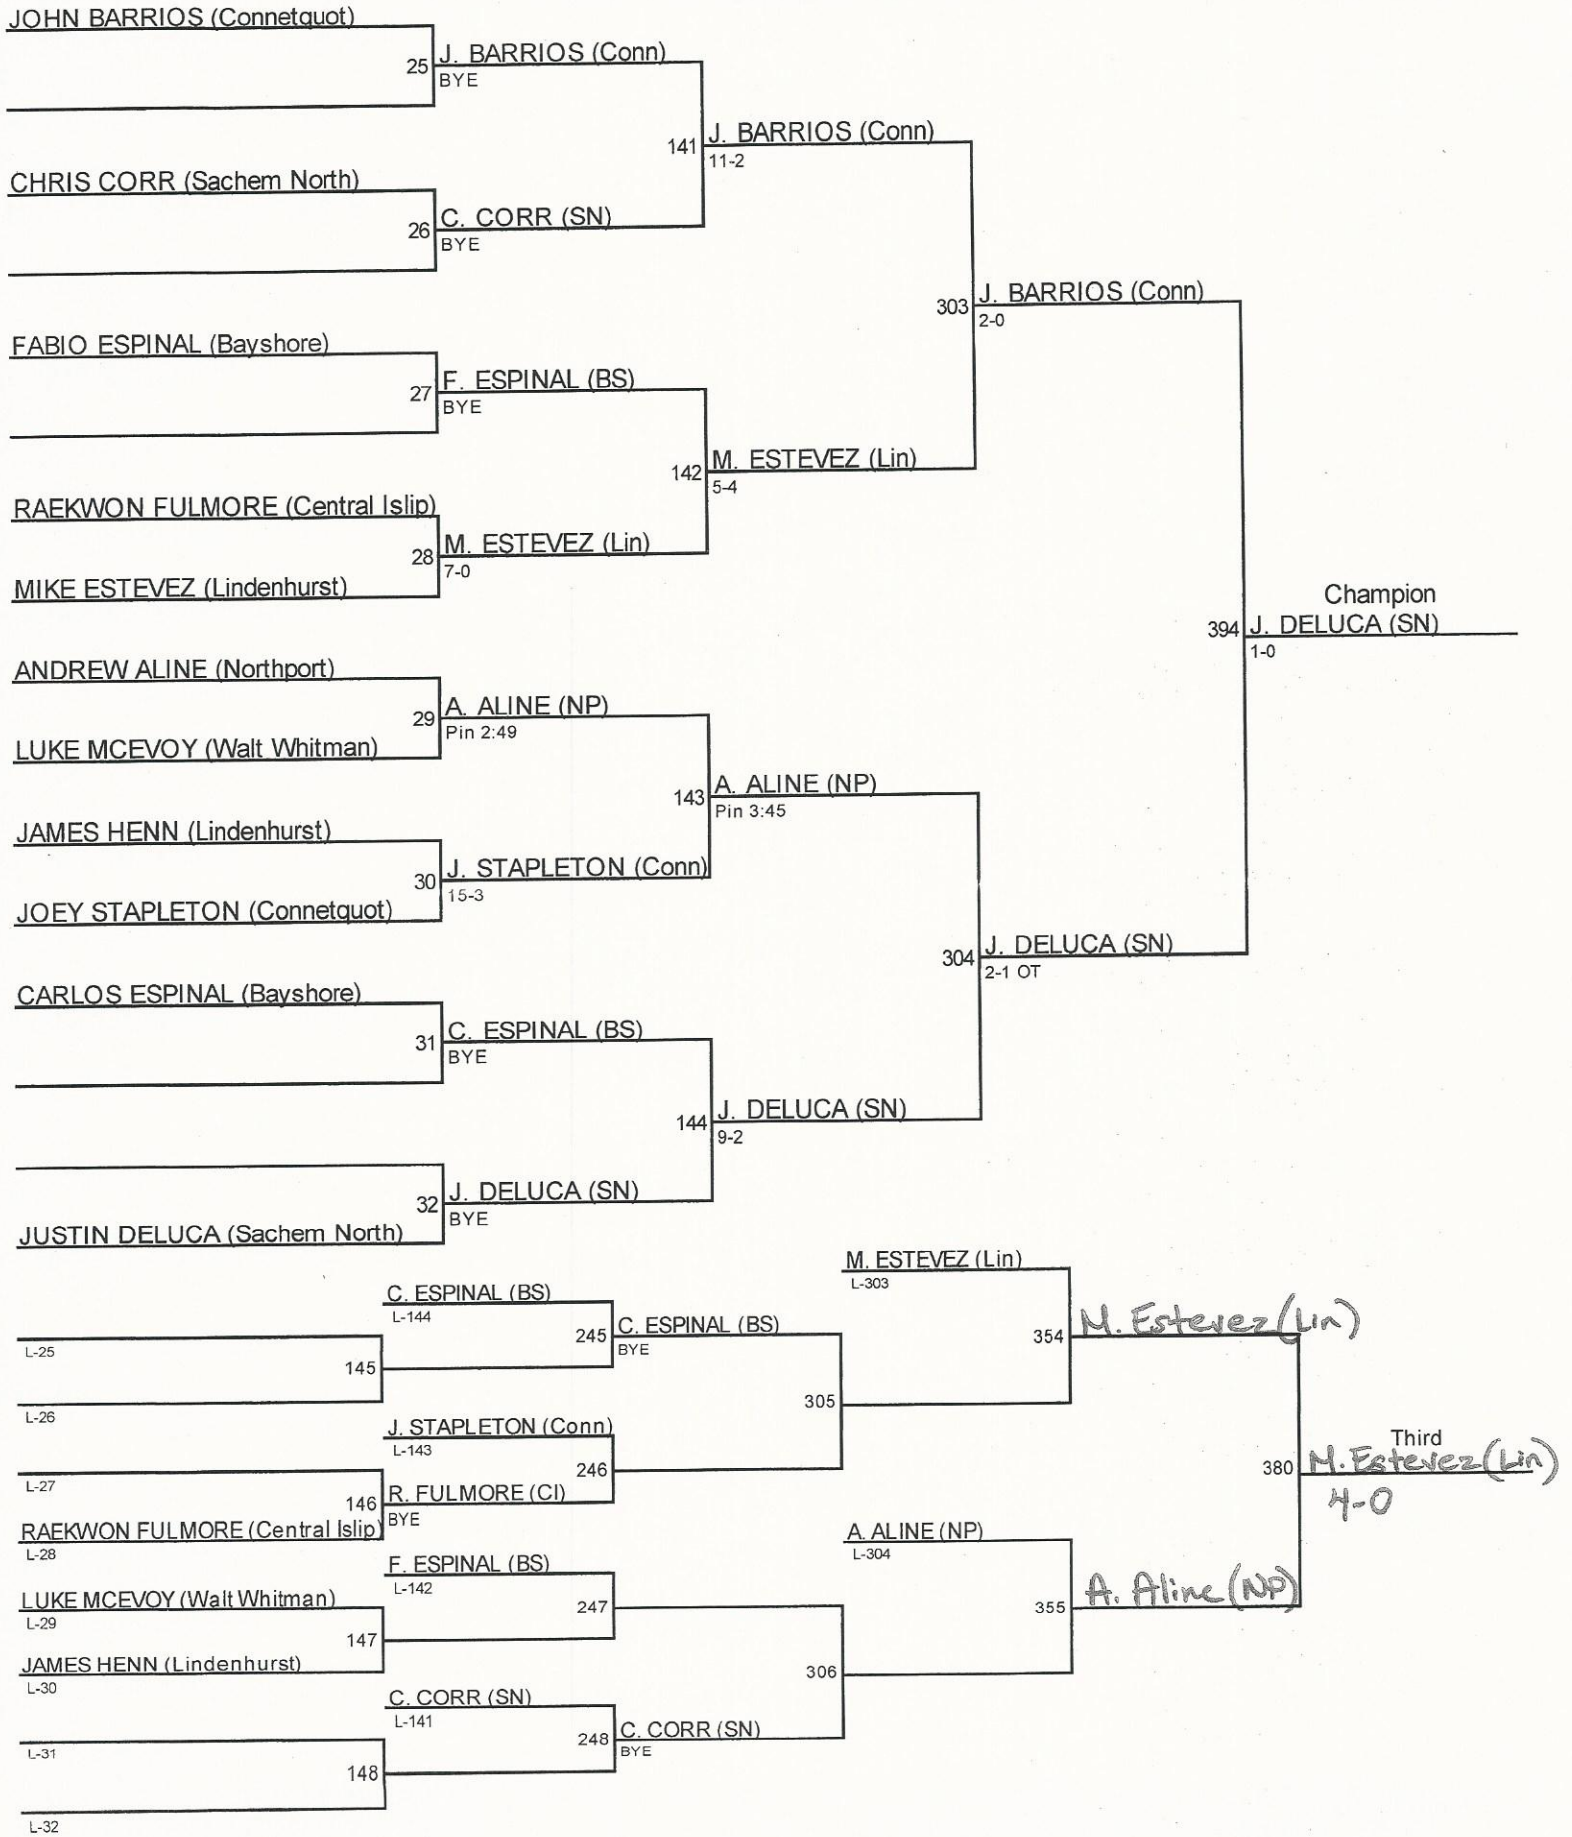 JOHN BARRIOS (Connetquot)
25 J. BARRIOS (Conn)
BYE
141 J. BARRIOS (Conn)
11-2
CHRIS CORR (Sachem North)
26 C. CORR (SN)
BYE
303 J. BARRIOS (Conn)
2-0
FABIO ESPINAL (Bayshore)
27 F. ESPINAL (BS)
BYE
142 M. ESTEVEZ (Lin)
5-4
RAEKWON FULMORE (Central Islip)
28 M. ESTEVEZ (Lin)
7-0
MIKE ESTEVEZ (Lindenhurst)
Champion
394 J. DELUCA (SN)
1-0
ANDREW ALINE (Northport)
29 A. ALINE (NP)
Pin 2:49
LUKE MCEVOY (Walt Whitman)
143 A. ALINE (NP)
Pin 3:45
JAMES HENN (Lindenhurst)
30 J. STAPLETON (Conn)
15-3
JOEY STAPLETON (Connetquot)
304 J. DELUCA (SN)
2-1 OT
CARLOS ESPINAL (Bayshore)
31 C. ESPINAL (BS)
BYE
144 J. DELUCA (SN)
9-2
32 J. DELUCA (SN)
BYE
JUSTIN DELUCA (Sachem North)
M. ESTEVEZ (Lin)
L-303
C. ESPINAL (BS)
L-144
245 C. ESPINAL (BS)
BYE
354 M. Estevez (Lin)
L-25
145
L-26
305
J. STAPLETON (Conn)
L-143
246
L-27
146 R. FULMORE (CI)
BYE
RAEKWON FULMORE (Central Islip)
L-28
Third
380 M. Estevez (Lin)
4-0
A. ALINE (NP)
L-304
F. ESPINAL (BS)
L-142
247
355 A. Aline (NP)
LUKE MCEVOY (Walt Whitman)
L-29
147
JAMES HENN (Lindenhurst)
L-30
306
C. CORR (SN)
L-141
248 C. CORR (SN)
BYE
L-31
148
L-32